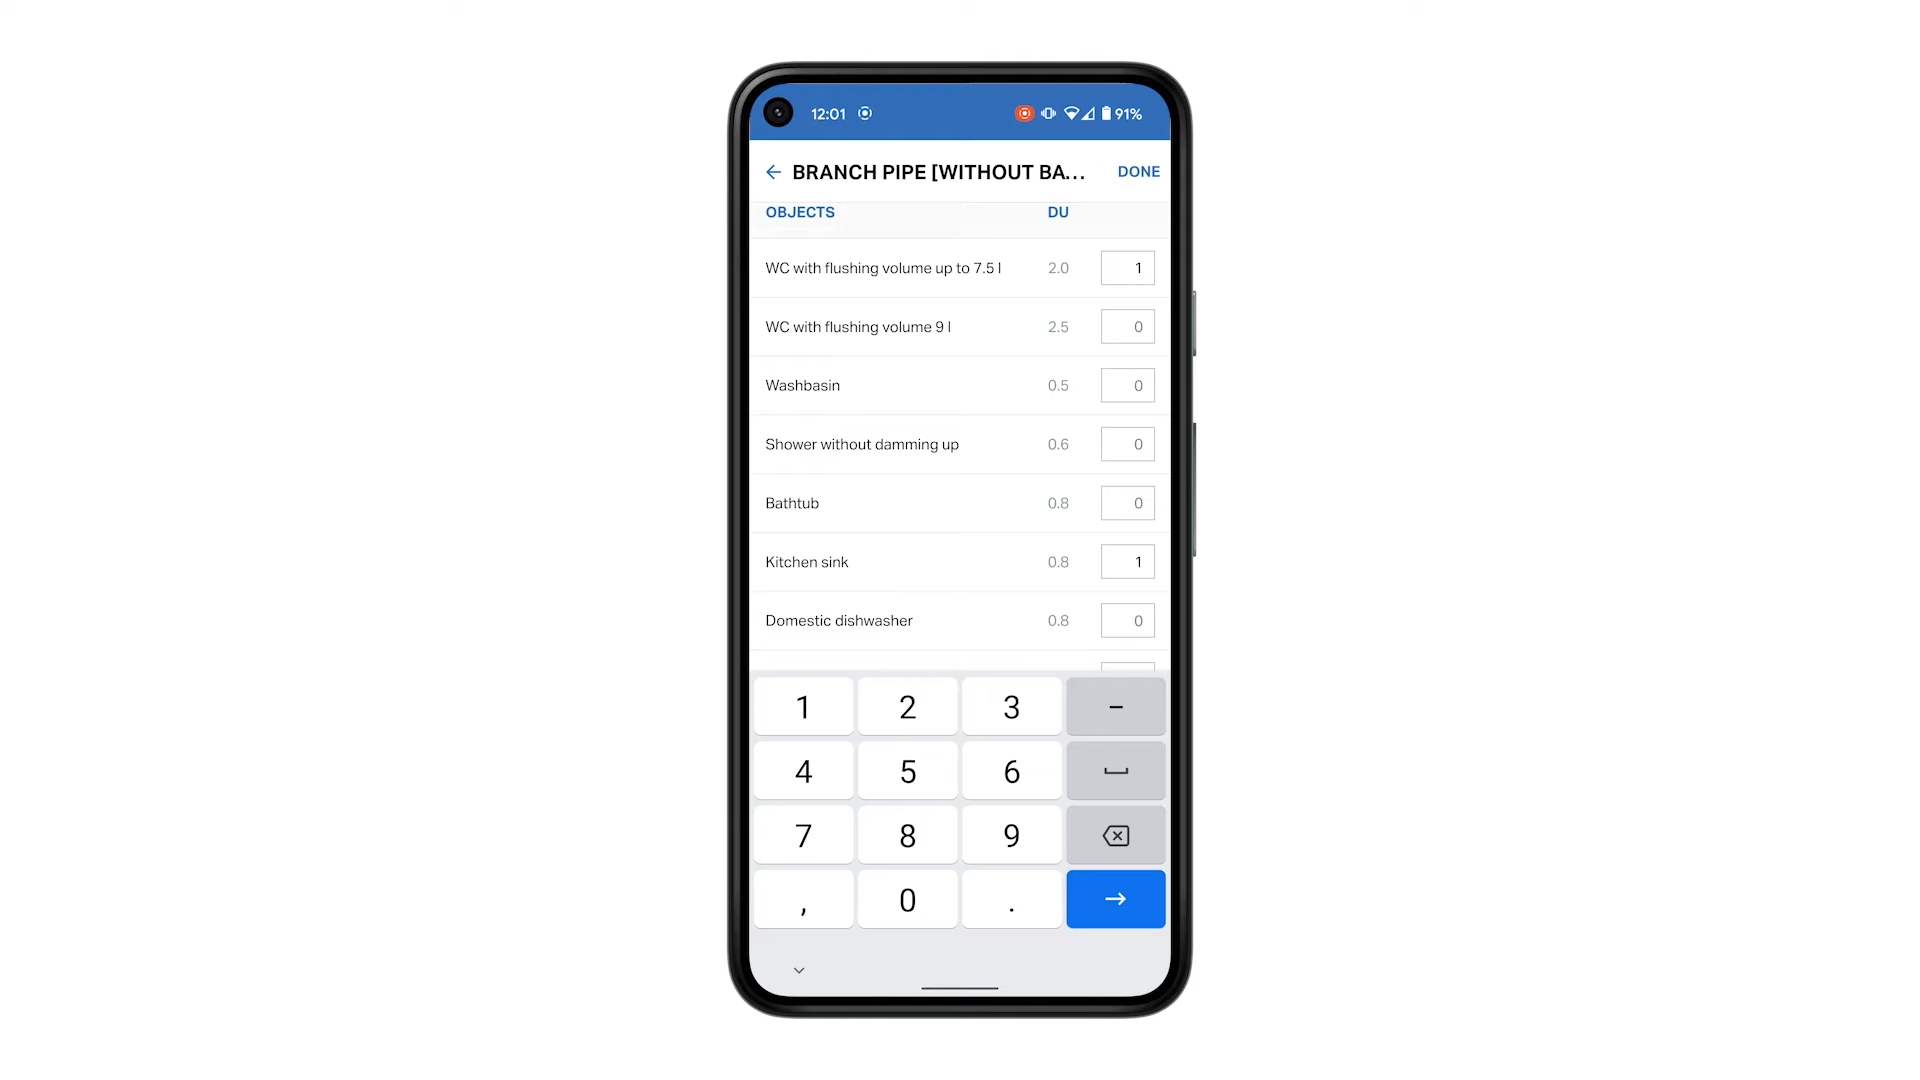 12:01 91%
BRANCH PIPE [WITHOUT BA... DONE
OBJECTS DU
WC with flushing volume up to 7.5 l 2.0 1
WC with flushing volume 9 l 2.5 0
Washbasin 0.5 0
Shower without damming up 0.6 0
Bathtub 0.8 0
Kitchen sink 0.8 1
Domestic dishwasher 0.8 0
1 2 3 –
4 5 6
7 8 9
, 0 .